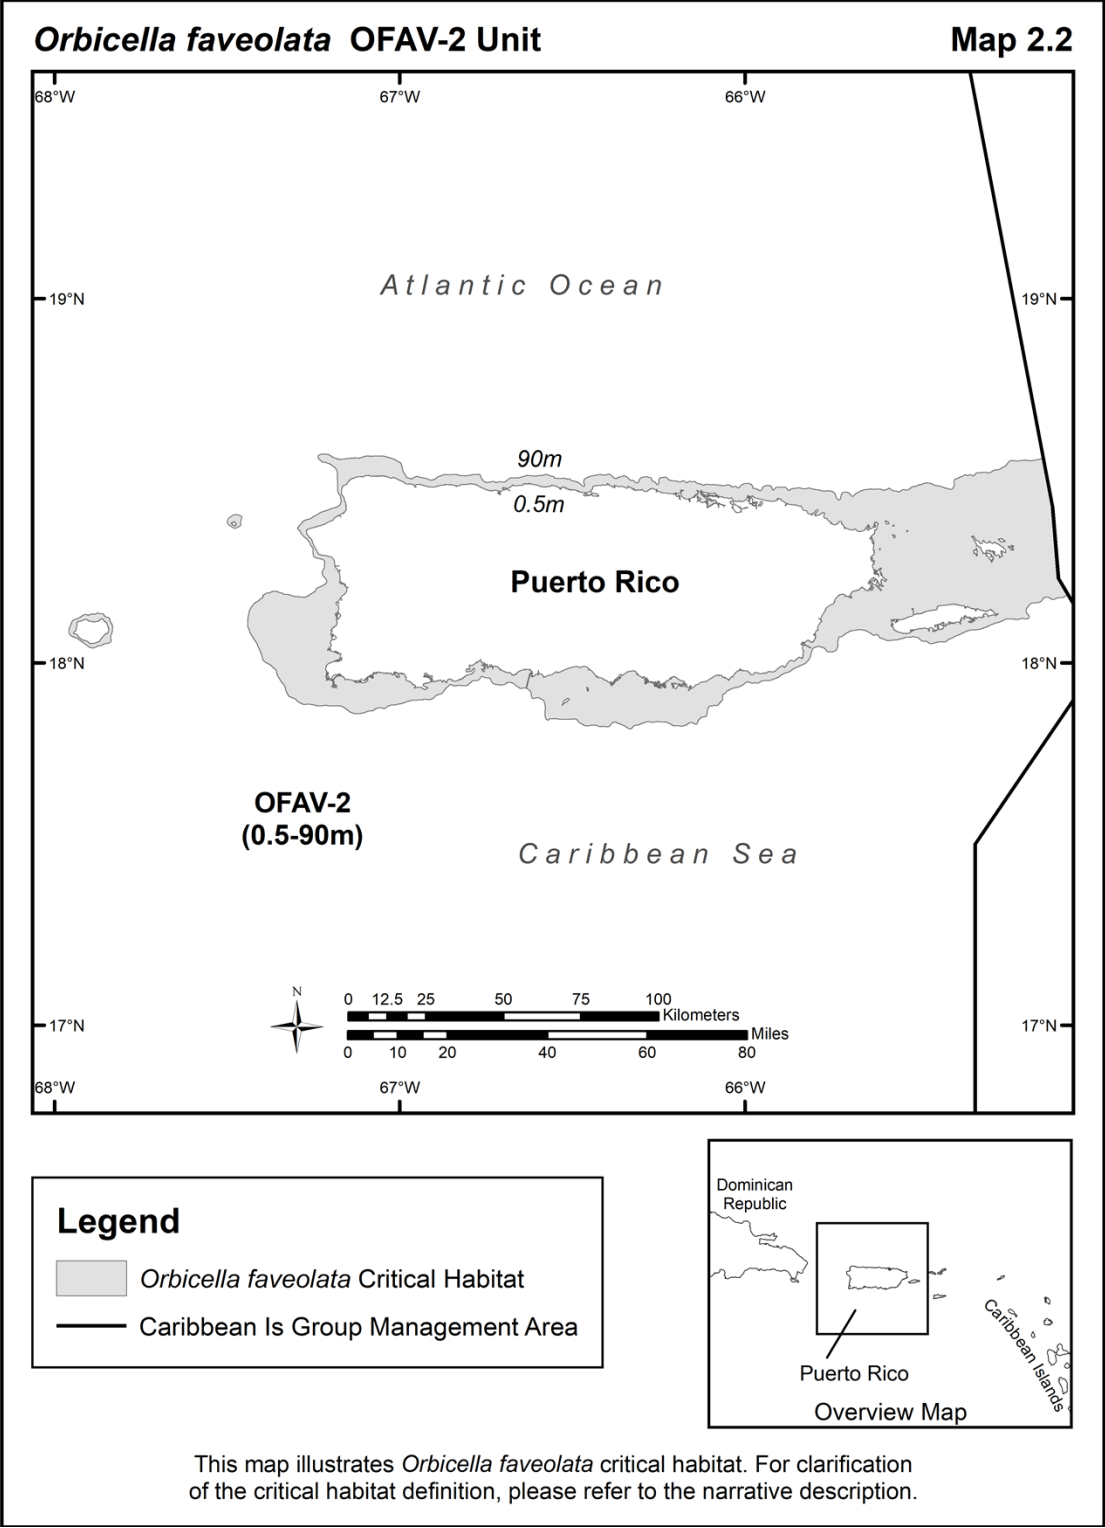 Orbicella faveolata OFAV-2 Unit
Map 2.2
68°W
67°W
66°W
Atlantic Ocean
19°N
19°N
90m
0.5m
Puerto Rico
18°N
18°N
OFAV-2
(0.5-90m)
Caribbean Sea
N
0 12.5 25 50 75 100
Kilometers
Miles
0 10 20 40 60 80
17°N
17°N
68°W
67°W
66°W
Legend
Orbicella faveolata Critical Habitat
Caribbean Is Group Management Area
Dominican
Republic
Caribbean Islands
Puerto Rico
Overview Map
This map illustrates Orbicella faveolata critical habitat. For clarification
of the critical habitat definition, please refer to the narrative description.